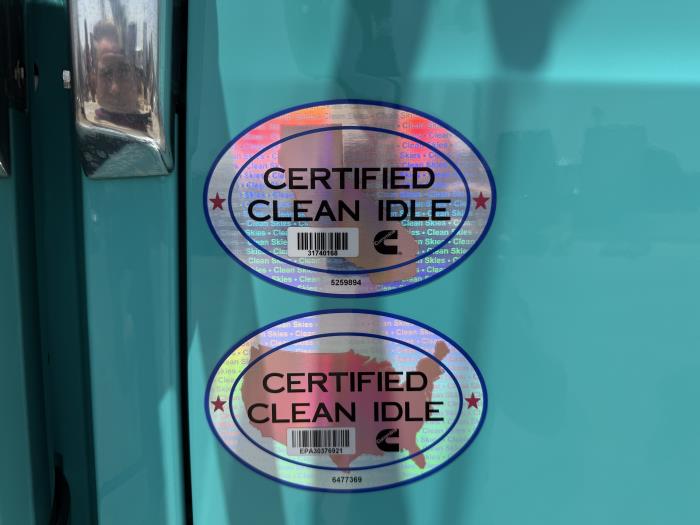 CERTIFIED
CLEAN IDLE
31740168
5259894
CERTIFIED
CLEAN IDLE
EPA30376921
6477369